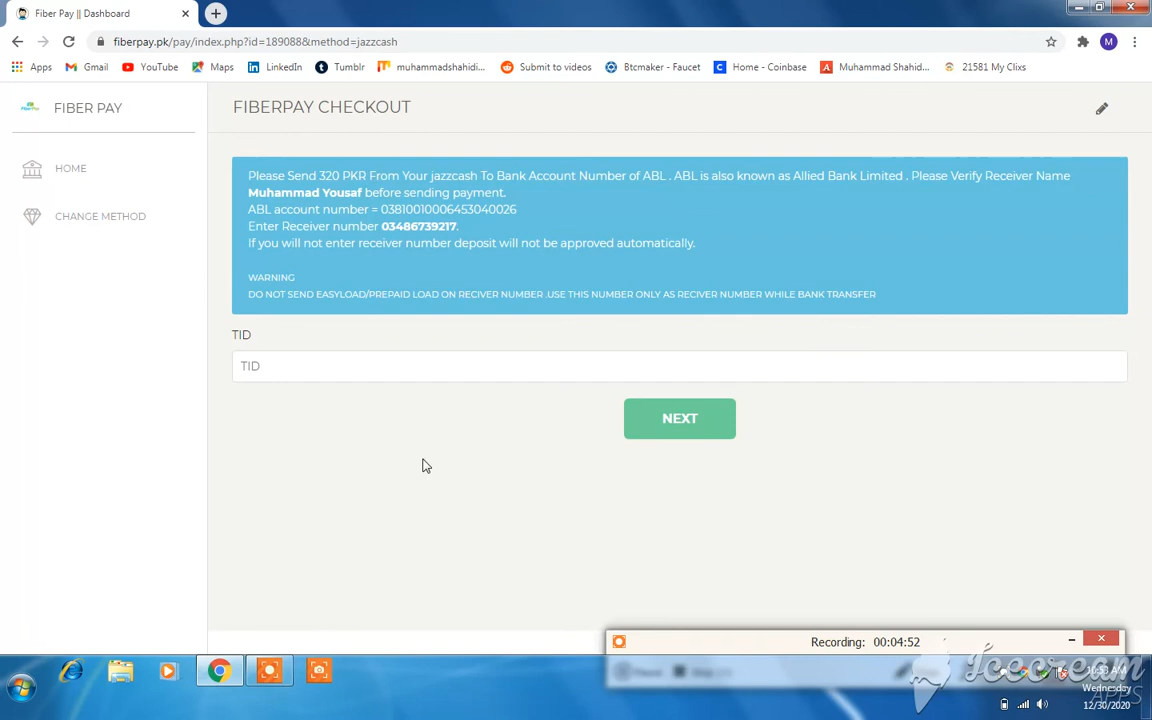 Fiber Pay || Dashboard
fiberpay.pk/pay/index.php?id=189088&method=jazzcash
M
Apps
Gmail
YouTube
Maps
LinkedIn
Tumblr
muhammadshahidi...
Submit to videos
Btcmaker - Faucet
Home - Coinbase
Muhammad Shahid...
21581 My Clixs
FIBER PAY
FIBERPAY CHECKOUT
HOME
CHANGE METHOD
Please Send 320 PKR From Your jazzcash To Bank Account Number of ABL . ABL is also known as Allied Bank Limited . Please Verify Receiver Name
Muhammad Yousaf before sending payment.
ABL account number = 03810010006453040026
Enter Receiver number 03486739217.
If you will not enter receiver number deposit will not be approved automatically.
WARNING
DO NOT SEND EASYLOAD/PREPAID LOAD ON RECIVER NUMBER .USE THIS NUMBER ONLY AS RECIVER NUMBER WHILE BANK TRANSFER
TID
TID
NEXT
Recording: 00:04:52
Icecream
APPS
Wednesday
12/30/2020